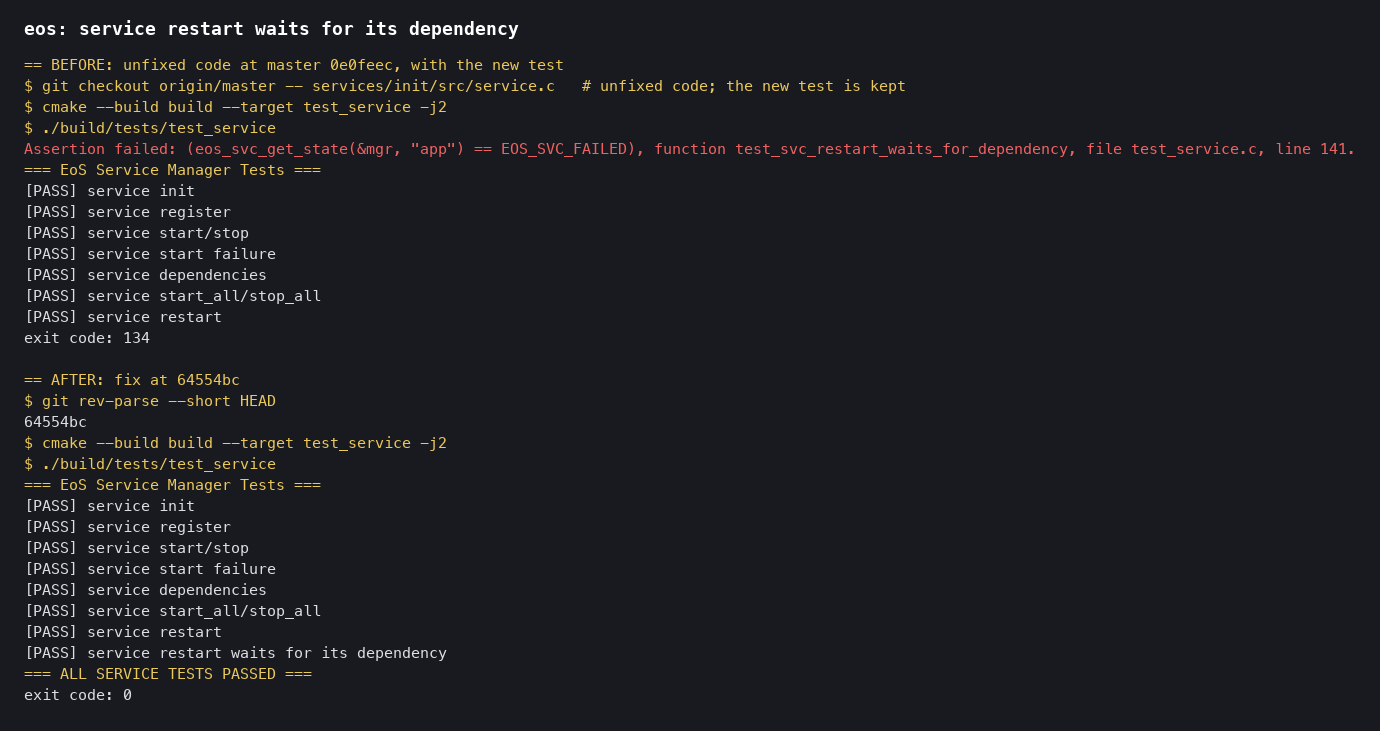 eos: service restart waits for its dependency
== BEFORE: unfixed code at master 0e0feec, with the new test
$ git checkout origin/master -- services/init/src/service.c   # unfixed code; the new test is kept
$ cmake --build build --target test_service -j2
$ ./build/tests/test_service
Assertion failed: (eos_svc_get_state(&mgr, "app") == EOS_SVC_FAILED), function test_svc_restart_waits_for_dependency, file test_service.c, line 141.
=== EoS Service Manager Tests ===
[PASS] service init
[PASS] service register
[PASS] service start/stop
[PASS] service start failure
[PASS] service dependencies
[PASS] service start_all/stop_all
[PASS] service restart
exit code: 134
== AFTER: fix at 64554bc
$ git rev-parse --short HEAD
64554bc
$ cmake --build build --target test_service -j2
$ ./build/tests/test_service
=== EoS Service Manager Tests ===
[PASS] service init
[PASS] service register
[PASS] service start/stop
[PASS] service start failure
[PASS] service dependencies
[PASS] service start_all/stop_all
[PASS] service restart
[PASS] service restart waits for its dependency
=== ALL SERVICE TESTS PASSED ===
exit code: 0